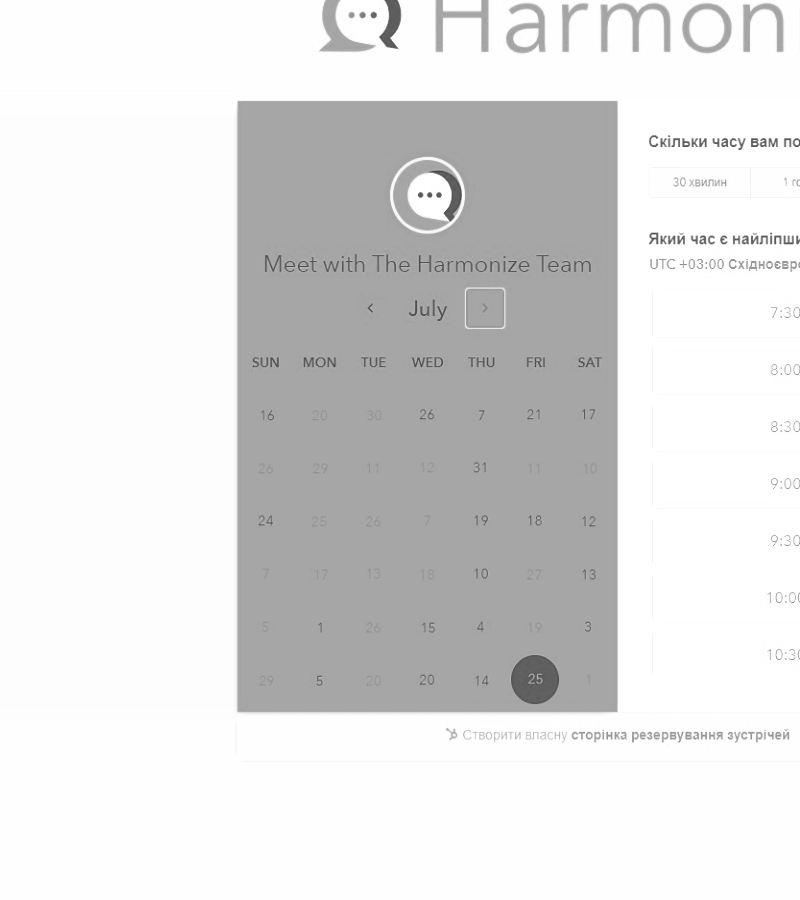 Harmon
Meet with The Harmonize Team
July
SUN MON TUE WED THU FRI SAT
16 20 30 26 7 21 17
26 29 11 12 31 11 10
24 25 26 7 19 18 12
7 17 13 18 10 27 13
5 1 26 15 4 19 3
29 5 20 20 14 25 1
Скільки часу вам по
30 хвилин 1 го
Який час є найліпши
UTC +03:00 Східноєвро
7:30
8:00
8:30
9:00
9:30
10:00
10:30
Створити власну сторінка резервування зустрічей